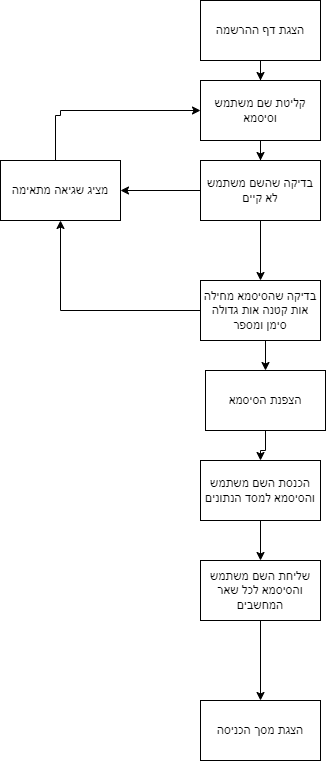 הצגת דף ההרשמה
קליטת שם משתמש
וסיסמא
בדיקה שהשם משתמש
לא קיים
מציג שגיאה מתאימה
בדיקה שהסיסמא מחילה
אות קטנה אות גדולה
סימן ומספר
הצפנת הסיסמא
הכנסת השם משתמש
והסיסמא למסד הנתונים
שליחת השם משתמש
והסיסמא לכל שאר
המחשבים
הצגת מסך הכניסה